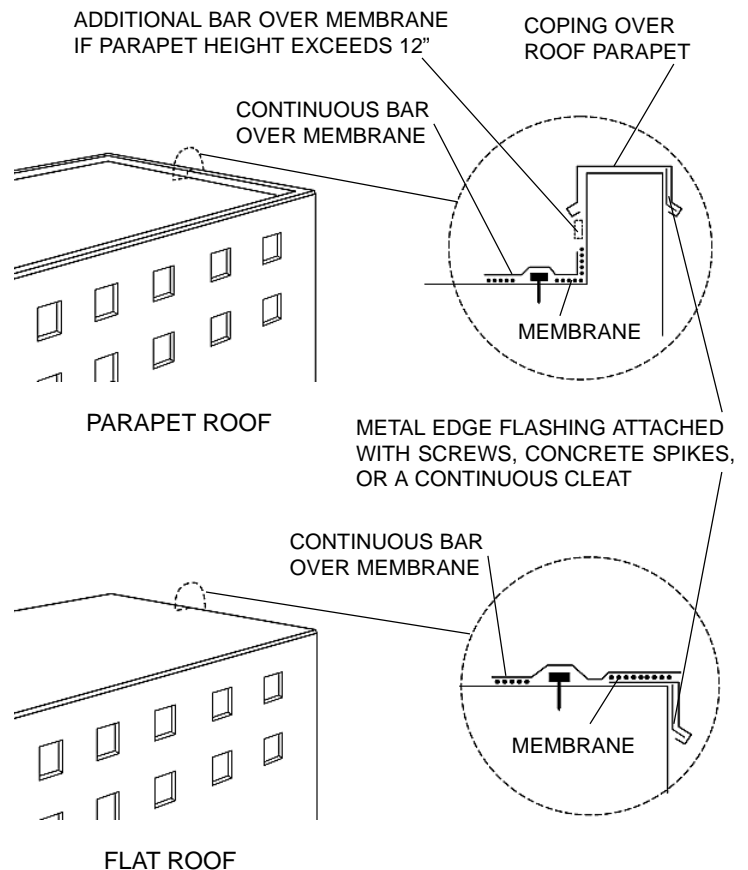 ADDITIONAL BAR OVER MEMBRANE
IF PARAPET HEIGHT EXCEEDS 12”
COPING OVER
ROOF PARAPET
CONTINUOUS BAR
OVER MEMBRANE
MEMBRANE
PARAPET ROOF
METAL EDGE FLASHING ATTACHED
WITH SCREWS, CONCRETE SPIKES,
OR A CONTINUOUS CLEAT
CONTINUOUS BAR
OVER MEMBRANE
MEMBRANE
FLAT ROOF